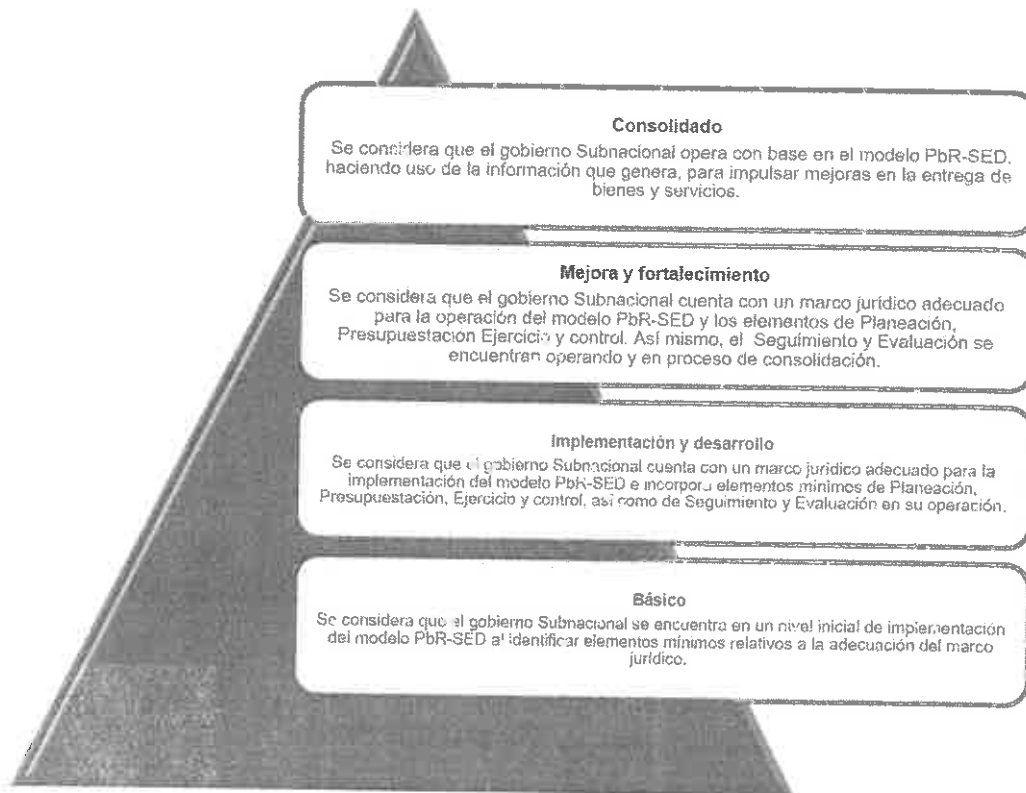 Consolidado
Se considera que el gobierno Subnacional opera con base en el modelo PbR-SED,
haciendo uso de la información que genera, para impulsar mejoras en la entrega de
bienes y servicios.
Mejora y fortalecimiento
Se considera que el gobierno Subnacional cuenta con un marco jurídico adecuado
para la operación del modelo PbR-SED y los elementos de Planeación,
Presupuestación Ejercicio y control. Así mismo, el Seguimiento y Evaluación se
encuentran operando y en proceso de consolidación.
Implementación y desarrollo
Se considera que el gobierno Subnacional cuenta con un marco jurídico adecuado para la
implementación del modelo PbR-SED e incorpora elementos mínimos de Planeación,
Presupuestación, Ejercicio y control, así como de Seguimiento y Evaluación en su operación.
Básico
Se considera que el gobierno Subnacional se encuentra en un nivel inicial de implementación
del modelo PbR-SED al identificar elementos mínimos relativos a la adecuación del marco
jurídico.